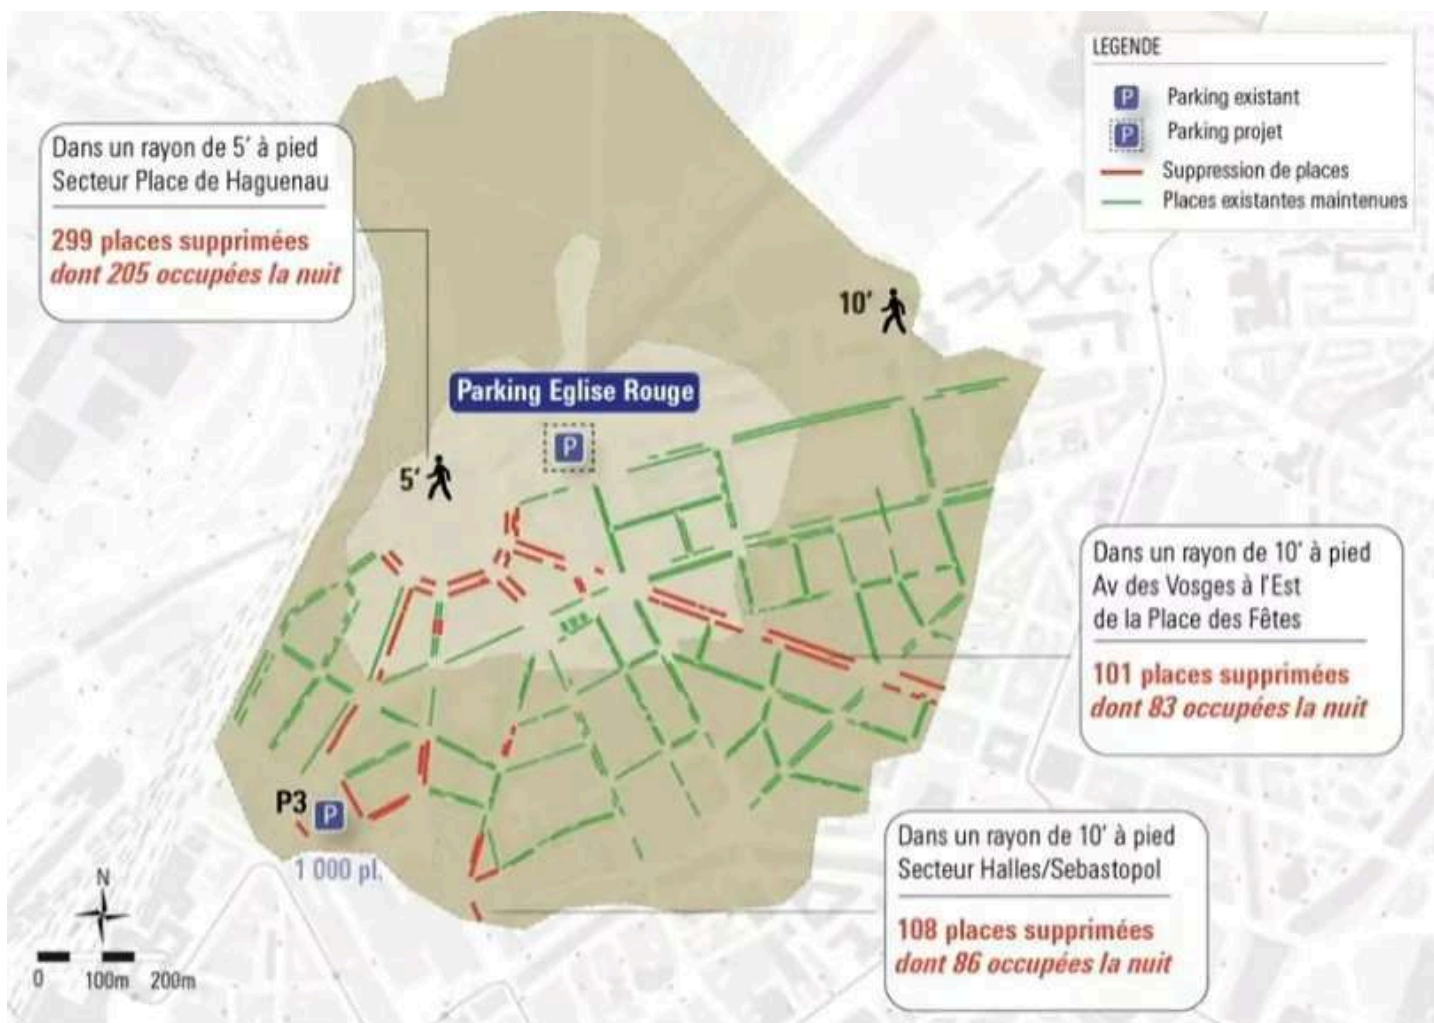 LEGENDE
P
Parking existant
P
Parking projet
Suppression de places
Places existantes maintenues
Dans un rayon de 5’ à pied
Secteur Place de Haguenau
299 places supprimées
dont 205 occupées la nuit
10’
Parking Eglise Rouge
P
5’
Dans un rayon de 10’ à pied
Av des Vosges à l’Est
de la Place des Fêtes
101 places supprimées
dont 83 occupées la nuit
P3
P
1 000 pl.
Dans un rayon de 10’ à pied
Secteur Halles/Sebastopol
108 places supprimées
dont 86 occupées la nuit
N
0 100m 200m